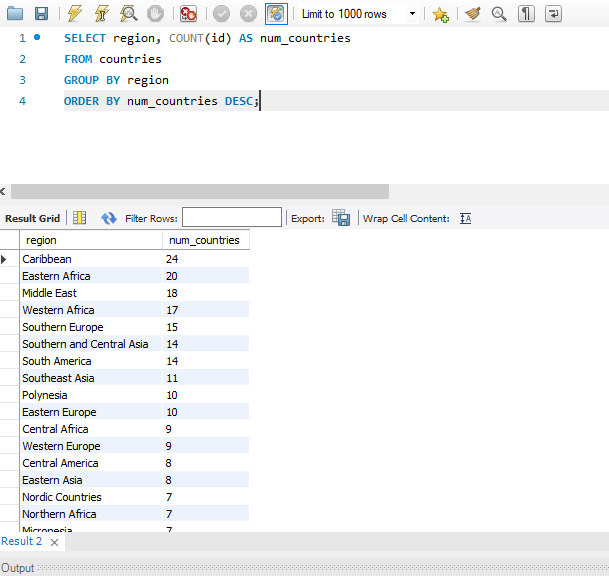 Limit to 1000 rows
1 SELECT region, COUNT(id) AS num_countries
2 FROM countries
3 GROUP BY region
4 ORDER BY num_countries DESC;
Result Grid Filter Rows: Export: Wrap Cell Content:
region num_countries
Caribbean 24
Eastern Africa 20
Middle East 18
Western Africa 17
Southern Europe 15
Southern and Central Asia 14
South America 14
Southeast Asia 11
Polynesia 10
Eastern Europe 10
Central Africa 9
Western Europe 9
Central America 8
Eastern Asia 8
Nordic Countries 7
Northern Africa 7
Micronesia 7
Result 2
Output